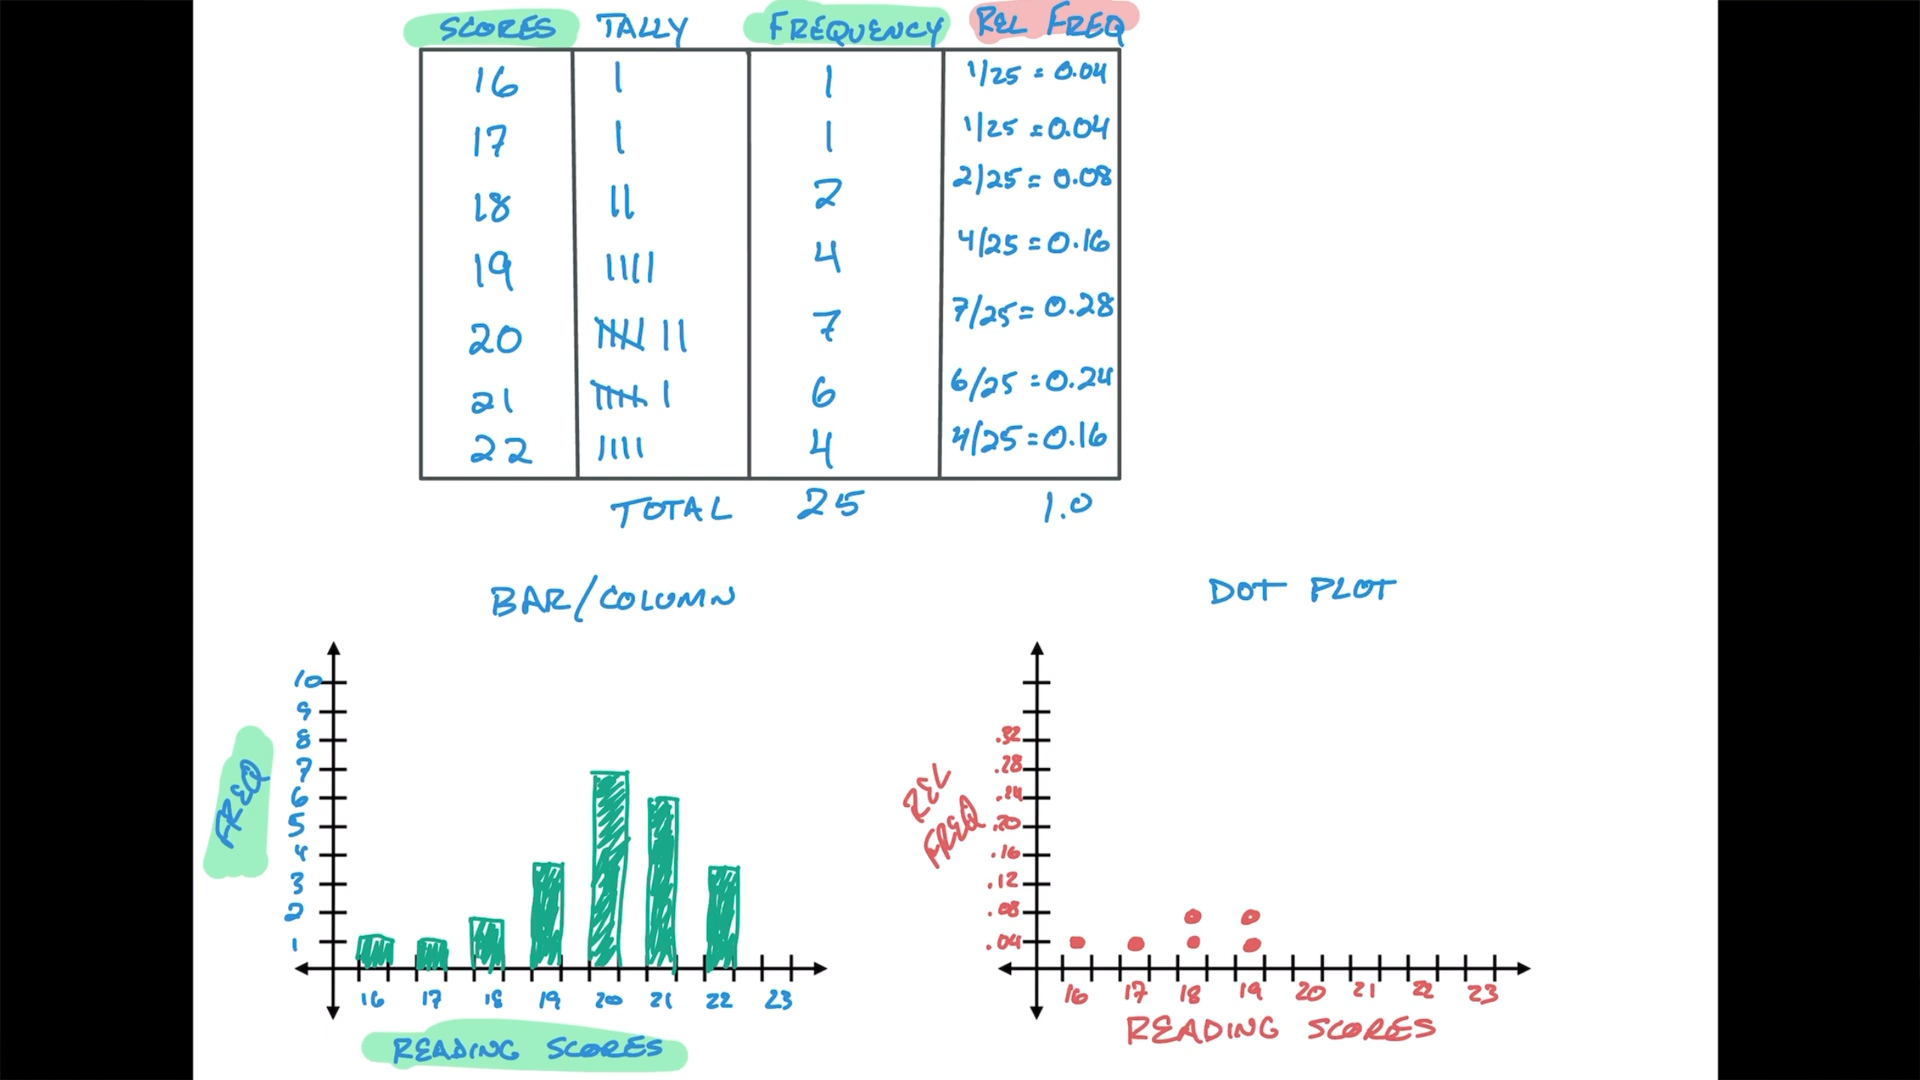 SCORES TALLY FREQUENCY REL FREQ
16 | 1 1/25 = 0.04
17 | 1 1/25 = 0.04
18 || 2 2/25 = 0.08
19 |||| 4 4/25 = 0.16
20 |||| || 7 7/25 = 0.28
21 |||| | 6 6/25 = 0.24
22 |||| 4 4/25 = 0.16
TOTAL 25 1.0
BAR/COLUMN
FREQ
10
9
8
7
6
5
4
3
2
1
16 17 18 19 20 21 22 23
READING SCORES
DOT PLOT
REL
FREQ
.32
.28
.24
.20
.16
.12
.08
.04
16 17 18 19 20 21 22 23
READING SCORES